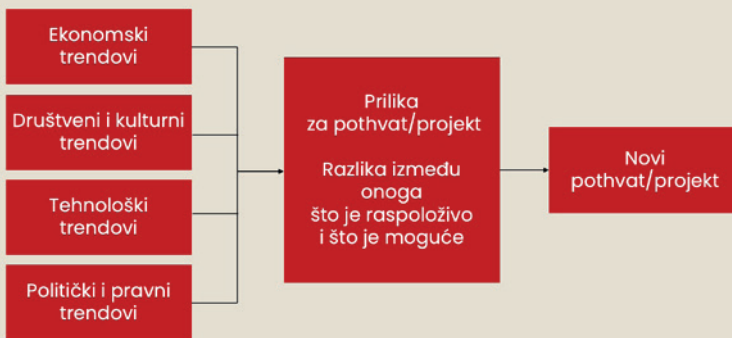 Ekonomski
trendovi
Društveni i kulturni
trendovi
Tehnološki
trendovi
Politički i pravni
trendovi
Prilika
za pothvat/projekt
Razlika između
onoga
što je raspoloživo
i što je moguće
Novi
pothvat/projekt